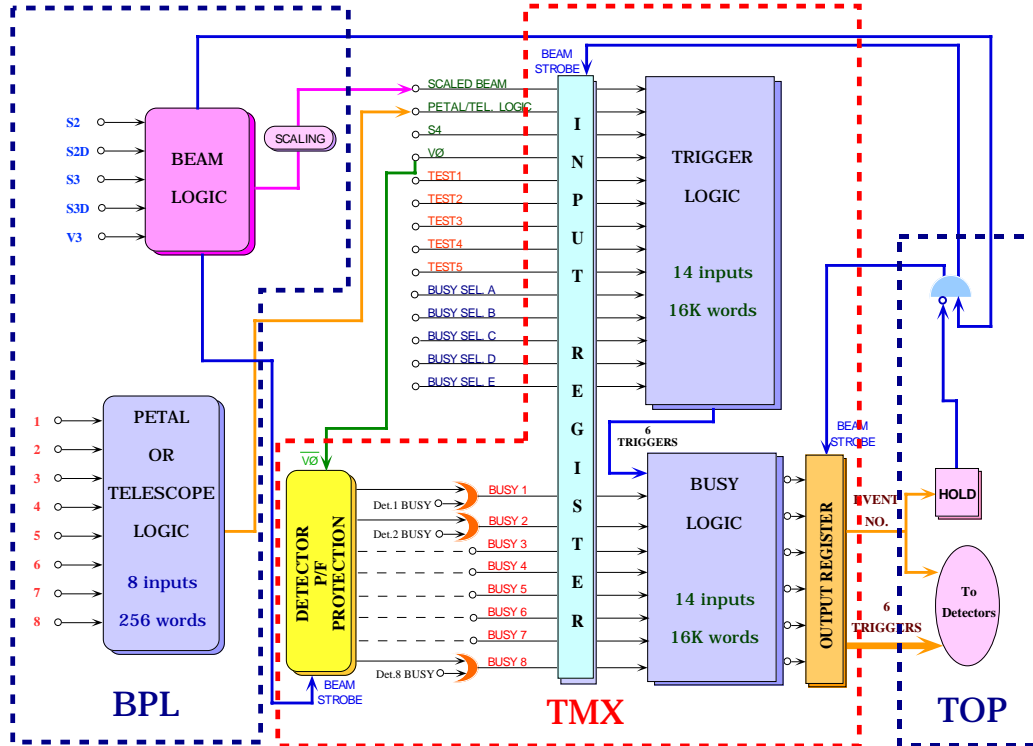 S2
S2D
S3
S3D
V3
BEAM
LOGIC
SCALING
1
2
3
4
5
6
7
8
PETAL
OR
TELESCOPE
LOGIC
8 inputs
256 words
BPL
BEAM
STROBE
SCALED BEAM
PETAL/TEL. LOGIC
S4
VØ
TEST1
TEST2
TEST3
TEST4
TEST5
BUSY SEL. A
BUSY SEL. B
BUSY SEL. C
BUSY SEL. D
BUSY SEL. E
INPUT REGISTER
TRIGGER
LOGIC
14 inputs
16K words
6
TRIGGERS
V̅Ø̅
DETECTOR
P/F
PROTECTION
BEAM
STROBE
Det.1 BUSY
Det.2 BUSY
Det.8 BUSY
BUSY 1
BUSY 2
BUSY 3
BUSY 4
BUSY 5
BUSY 6
BUSY 7
BUSY 8
BUSY
LOGIC
14 inputs
16K words
BEAM
STROBE
OUTPUT REGISTER
EVENT
NO.
HOLD
6
TRIGGERS
To
Detectors
TMX
TOP